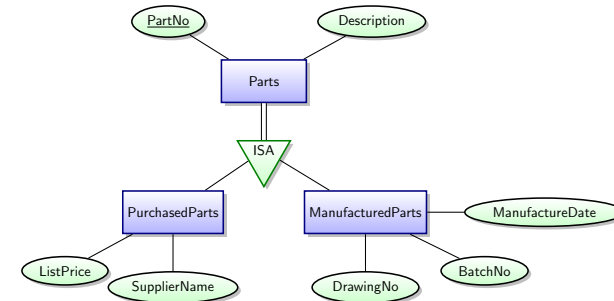 PartNo
Description
Parts
ISA
PurchasedParts
ManufacturedParts
ManufactureDate
ListPrice
SupplierName
DrawingNo
BatchNo